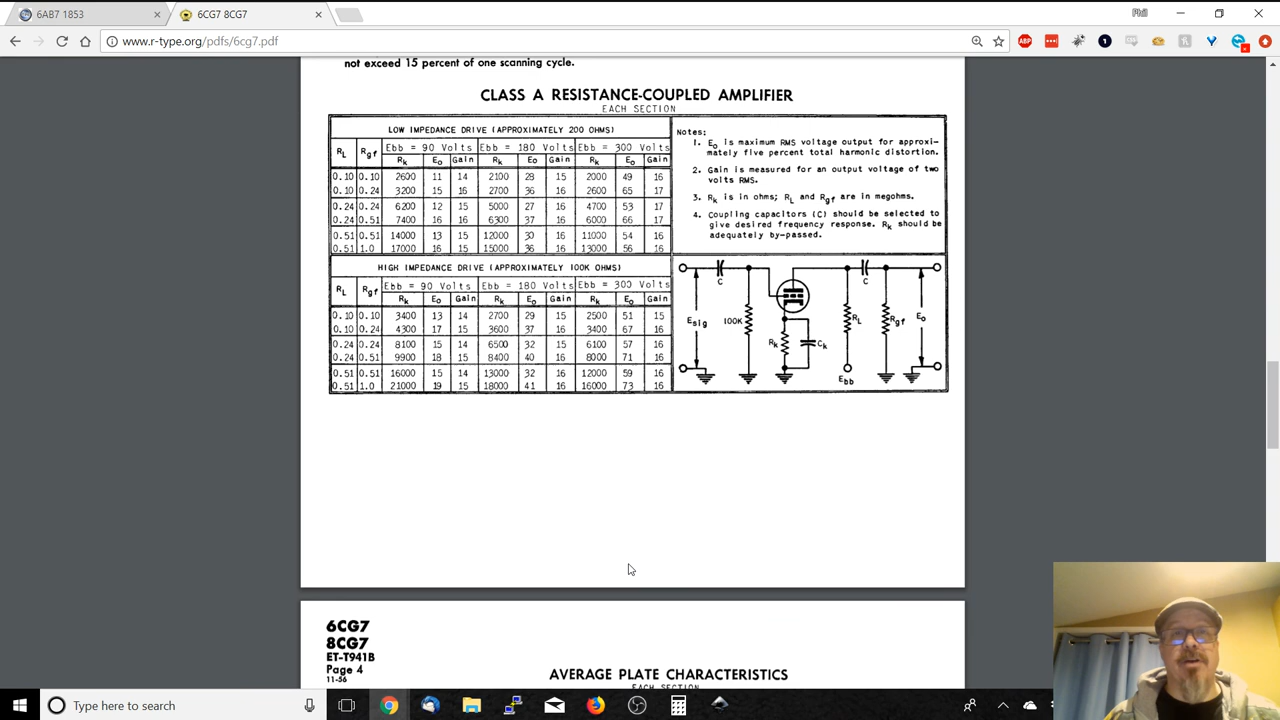 6AB7 1853
6CG7 8CG7
Phil
www.r-type.org/pdfs/6cg7.pdf
ABP
1
not exceed 15 percent of one scanning cycle.
CLASS A RESISTANCE-COUPLED AMPLIFIER
EACH SECTION
LOW IMPEDANCE DRIVE (APPROXIMATELY 200 OHMS)
RL Rgf Ebb = 90 Volts Ebb = 180 Volts Ebb = 300 Volts
Rk Eo Gain Rk Eo Gain Rk Eo Gain
0.10 0.10 2600 11 14 2100 28 15 2000 49 16
0.10 0.24 3200 15 16 2700 36 16 2600 65 17
0.24 0.24 6200 12 15 5000 27 16 4700 53 17
0.24 0.51 7400 16 16 6300 37 16 6000 66 17
0.51 0.51 14000 13 15 12000 30 16 11000 54 16
0.51 1.0 17000 16 15 15000 36 16 13000 56 16
HIGH IMPEDANCE DRIVE (APPROXIMATELY 100K OHMS)
RL Rgf Ebb = 90 Volts Ebb = 180 Volts Ebb = 300 Volts
Rk Eo Gain Rk Eo Gain Rk Eo Gain
0.10 0.10 3400 13 14 2700 29 15 2500 51 15
0.10 0.24 4300 17 15 3600 37 16 3400 67 16
0.24 0.24 8100 15 14 6500 32 15 6100 57 16
0.24 0.51 9900 18 15 8400 40 16 8000 71 16
0.51 0.51 16000 15 14 13000 32 16 12000 59 16
0.51 1.0 21000 19 15 18000 41 16 16000 73 16
Notes:
1. Eo is maximum RMS voltage output for approxi-
mately five percent total harmonic distortion.
2. Gain is measured for an output voltage of two
volts RMS.
3. Rk is in ohms; RL and Rgf are in megohms.
4. Coupling capacitors (C) should be selected to
give desired frequency response. Rk should be
adequately by-passed.
C C
Esig 100K Rk Ck RL Rgf Eo
Ebb
6CG7
8CG7
ET-T941B
Page 4
11-56
AVERAGE PLATE CHARACTERISTICS
EACH SECTION
Type here to search